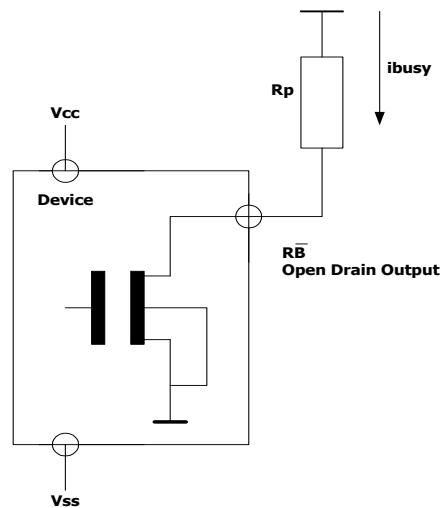 ibusy
Rp
Vcc
Device
RB̅
Open Drain Output
Vss